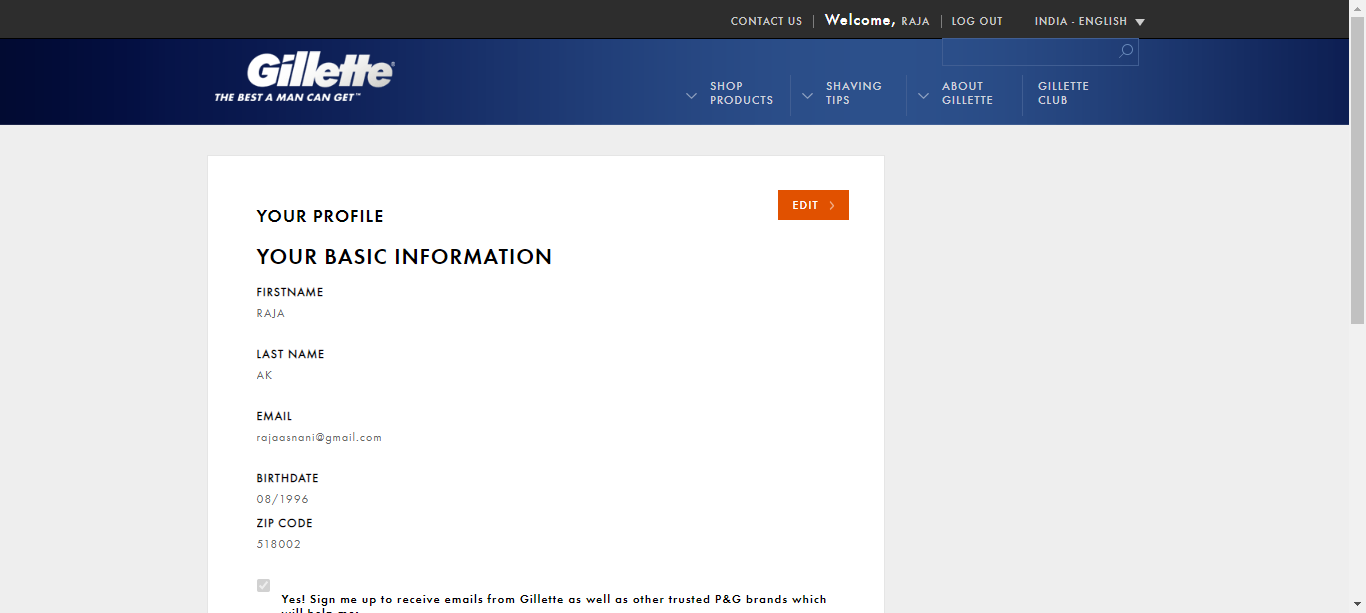 CONTACT US | Welcome, RAJA | LOG OUT INDIA - ENGLISH
Gillette®
THE BEST A MAN CAN GET™
SHOP
PRODUCTS
SHAVING
TIPS
ABOUT
GILLETTE
GILLETTE
CLUB
YOUR PROFILE
EDIT
YOUR BASIC INFORMATION
FIRSTNAME
RAJA
LAST NAME
AK
EMAIL
rajaasnani@gmail.com
BIRTHDATE
08/1996
ZIP CODE
518002
Yes! Sign me up to receive emails from Gillette as well as other trusted P&G brands which
will help me: